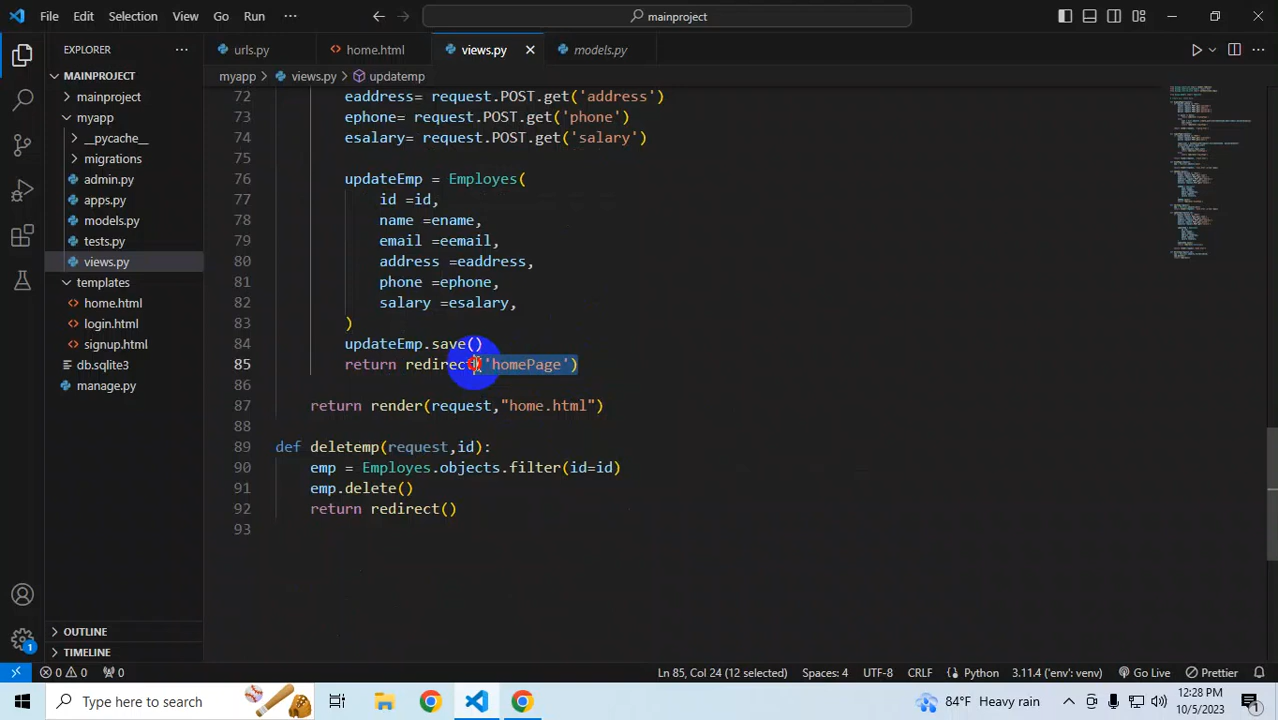 File Edit Selection View Go Run ··· mainproject
EXPLORER ···
urls.py home.html views.py models.py
myapp > views.py > updatemp
MAINPROJECT
mainproject
myapp
__pycache__
migrations
admin.py
apps.py
models.py
tests.py
views.py
templates
home.html
login.html
signup.html
db.sqlite3
manage.py
OUTLINE
TIMELINE
72 eaddress= request.POST.get('address')
73 ephone= request.POST.get('phone')
74 esalary= request.POST.get('salary')
75
76 updateEmp = Employes(
77 id =id,
78 name =ename,
79 email =eemail,
80 address =eaddress,
81 phone =ephone,
82 salary =esalary,
83 )
84 updateEmp.save()
85 return redirect('homePage')
86
87 return render(request,"home.html")
88
89 def deletemp(request,id):
90 emp = Employes.objects.filter(id=id)
91 emp.delete()
92 return redirect()
93
1
0 0 0 Ln 85, Col 24 (12 selected) Spaces: 4 UTF-8 CRLF Python 3.11.4 ('env': venv) Go Live Prettier
Type here to search 84°F Heavy rain 12:28 PM
10/5/2023 1